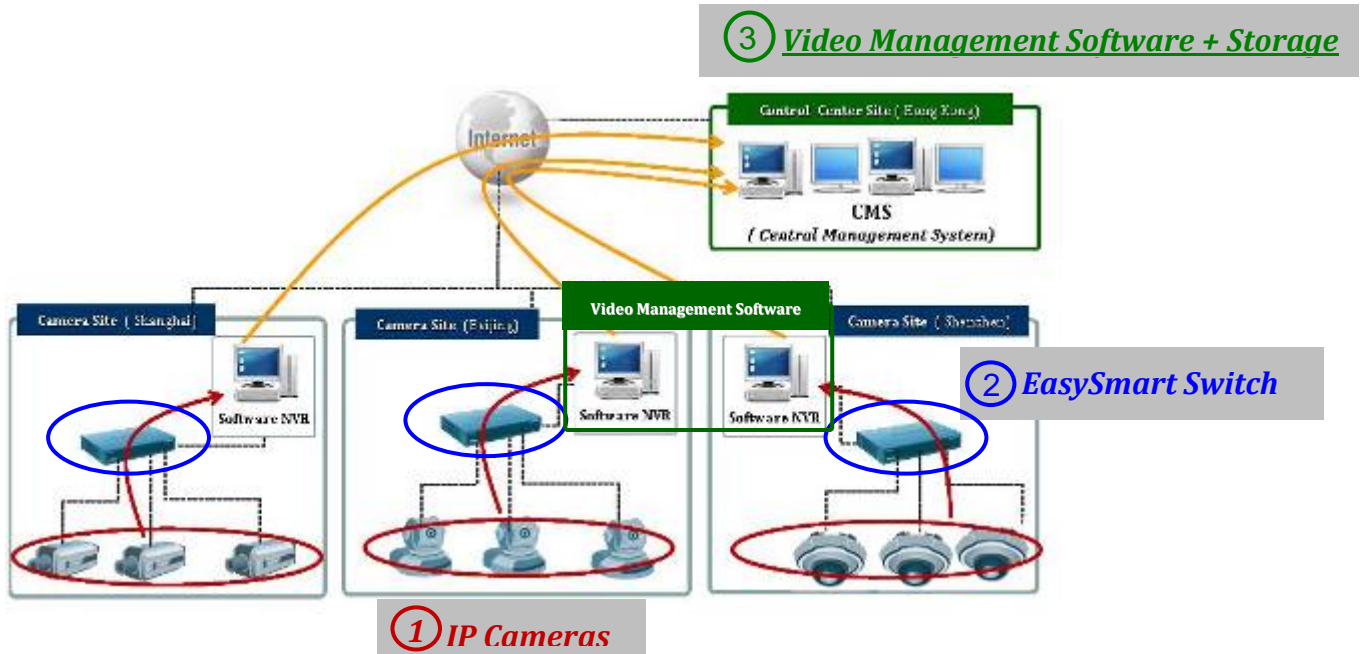 3 Video Management Software + Storage
Control Center Site ( Hong Kong)
Internet
CMS
( Central Management System)
Camera Site ( Shanghai)
Camera Site (Beijing)
Video Management Software
Camera Site ( Shenzhen)
Software NVR
Software NVR
Software NVR
2 EasySmart Switch
1 IP Cameras